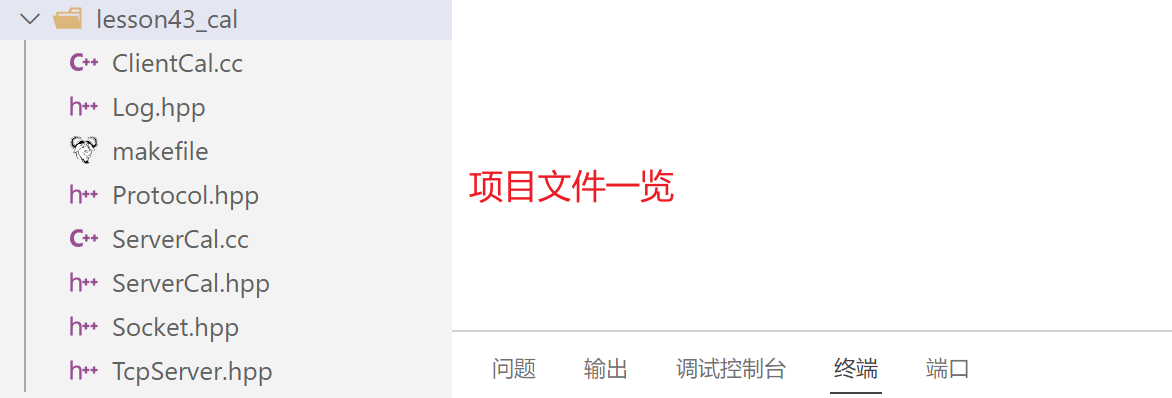 lesson43_cal
C++ ClientCal.cc
h++ Log.hpp
makefile
h++ Protocol.hpp
C++ ServerCal.cc
h++ ServerCal.hpp
h++ Socket.hpp
h++ TcpServer.hpp
项目文件一览
问题 输出 调试控制台 终端 端口